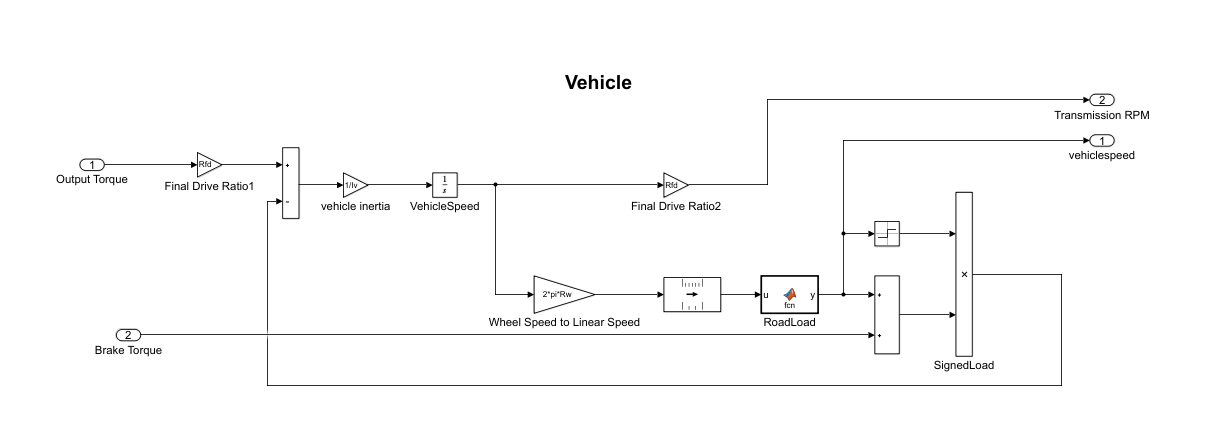 Vehicle
2
Transmission RPM
1
vehiclespeed
1
Output Torque
Rfd
Final Drive Ratio1
+
−
1/Iv
vehicle inertia
1
s
VehicleSpeed
Rfd
Final Drive Ratio2
2*pi*Rw
Wheel Speed to Linear Speed
u
fcn
y
RoadLoad
+
+
×
SignedLoad
2
Brake Torque